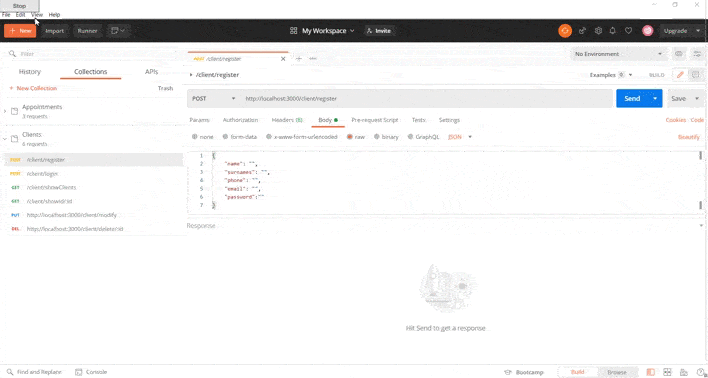 Stop
File Edit View Help
New Import Runner My Workspace Invite Upgrade
Filter
History Collections APIs
New Collection Trash
Appointments
3 requests
Clients
6 requests
POST /client/register
POST /client/login
GET /client/showClients
GET /client/show/:id
PUT http://localhost:3000/client/modify
DEL http://localhost:3000/client/delete/:id
POST /client/register
No Environment
/client/register
Examples 0 BUILD
POST http://localhost:3000/client/register Send Save
Params Authorization Headers (8) Body Pre-request Script Tests Settings Cookies Code
none form-data x-www-form-urlencoded raw binary GraphQL JSON Beautify
1 {
2 "name": "",
3 "surnames": "",
4 "phone": "",
5 "email": "",
6 "password":""
7 }
Response
Hit Send to get a response
Find and Replace Console Bootcamp Build Browse